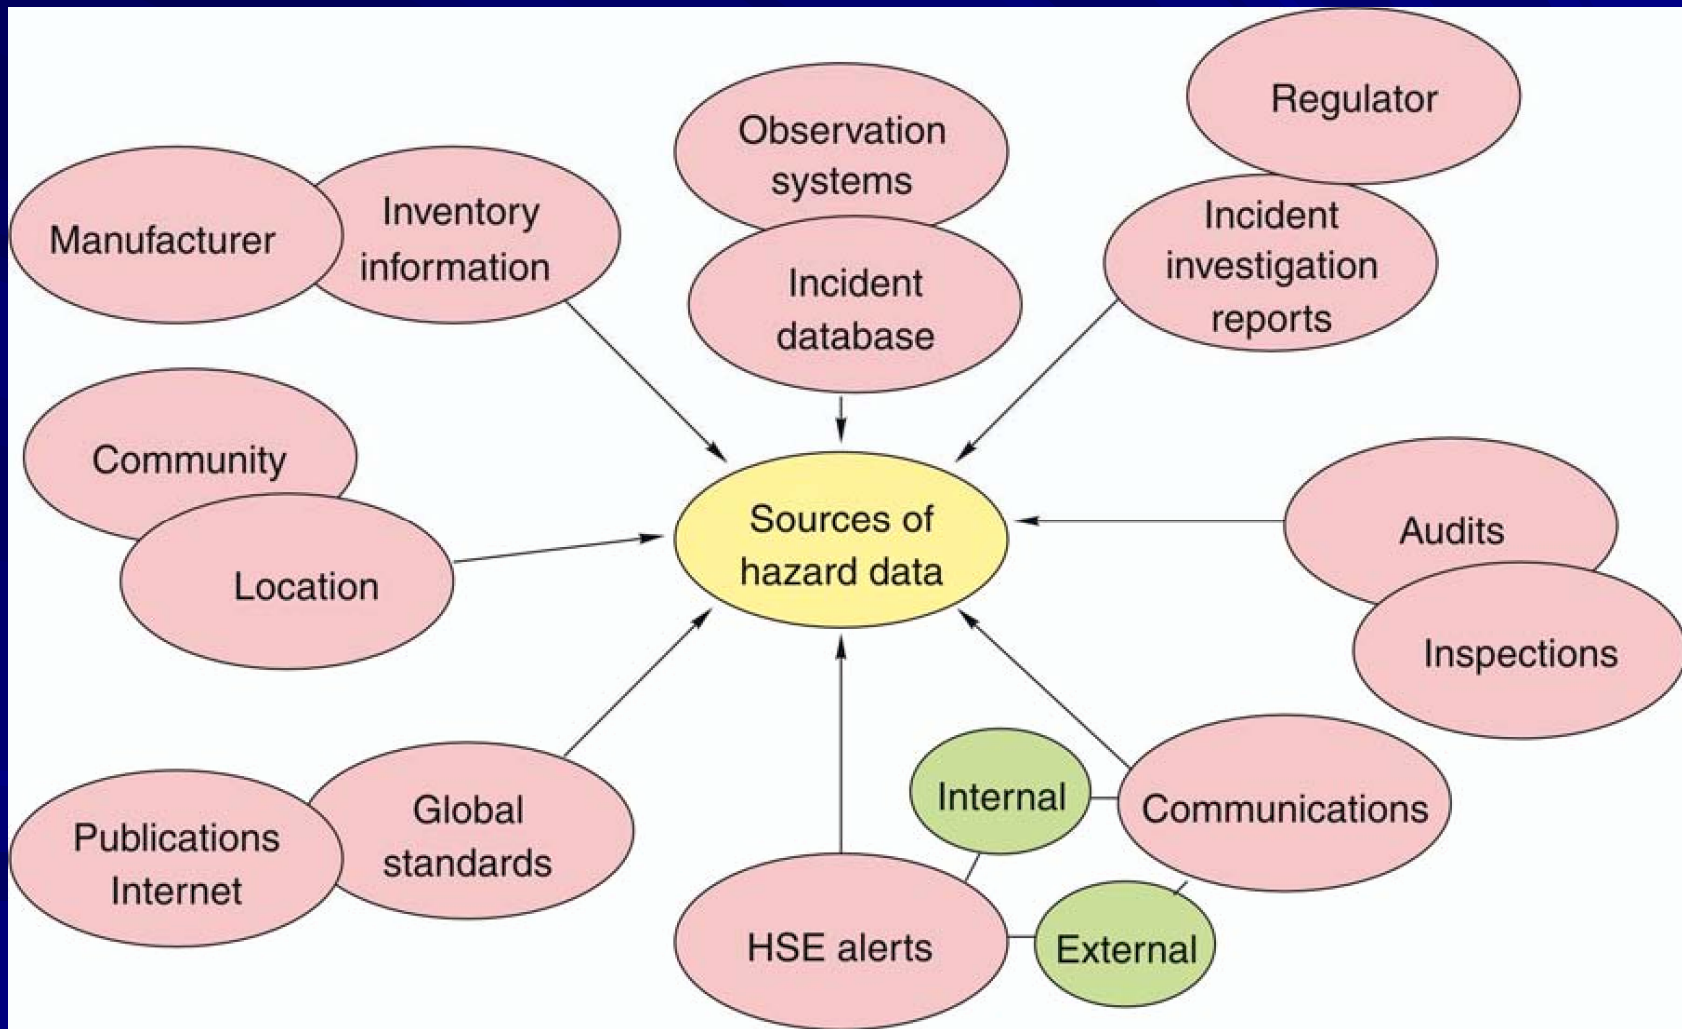 Regulator
Observation
systems
Manufacturer
Inventory
information
Incident
investigation
reports
Incident
database
Community
Location
Sources of
hazard data
Audits
Inspections
Publications
Internet
Global
standards
Internal
Communications
HSE alerts
External